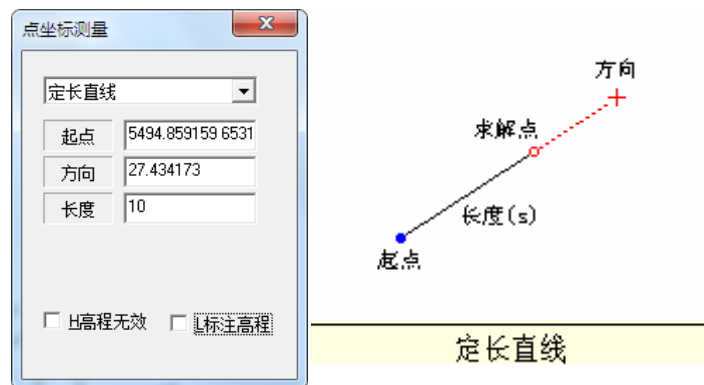 点坐标测量
定长直线
起点 5494.859159 6531
方向 27.434173
长度 10
H高程无效 L标注高程
方向
求解点
长度(s)
起点
定长直线